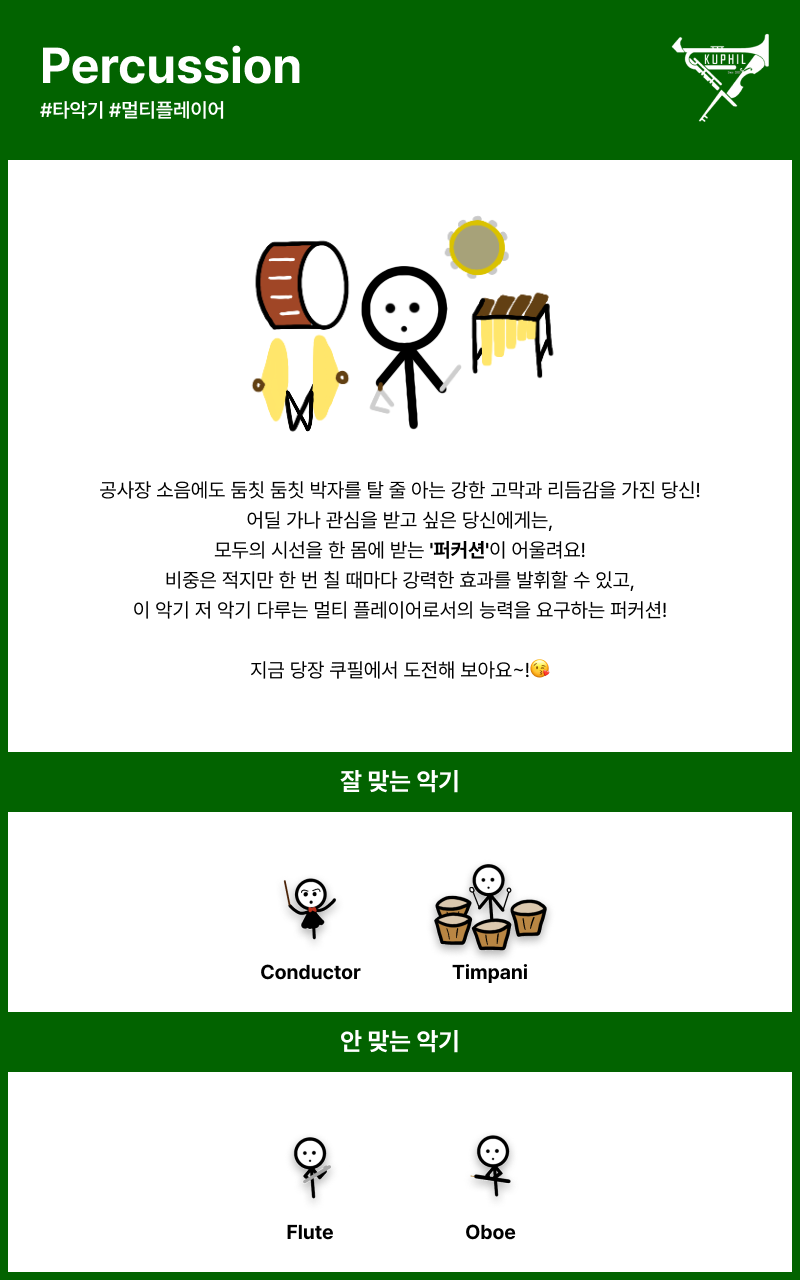 Percussion
#타악기 #멀티플레이어
KUPHIL
공사장 소음에도 둠칫 둠칫 박자를 탈 줄 아는 강한 고막과 리듬감을 가진 당신!
어딜 가나 관심을 받고 싶은 당신에게는,
모두의 시선을 한 몸에 받는 '퍼커션'이 어울려요!
비중은 적지만 한 번 칠 때마다 강력한 효과를 발휘할 수 있고,
이 악기 저 악기 다루는 멀티 플레이어로서의 능력을 요구하는 퍼커션!
지금 당장 쿠필에서 도전해 보아요~!😘
잘 맞는 악기
Conductor
Timpani
안 맞는 악기
Flute
Oboe